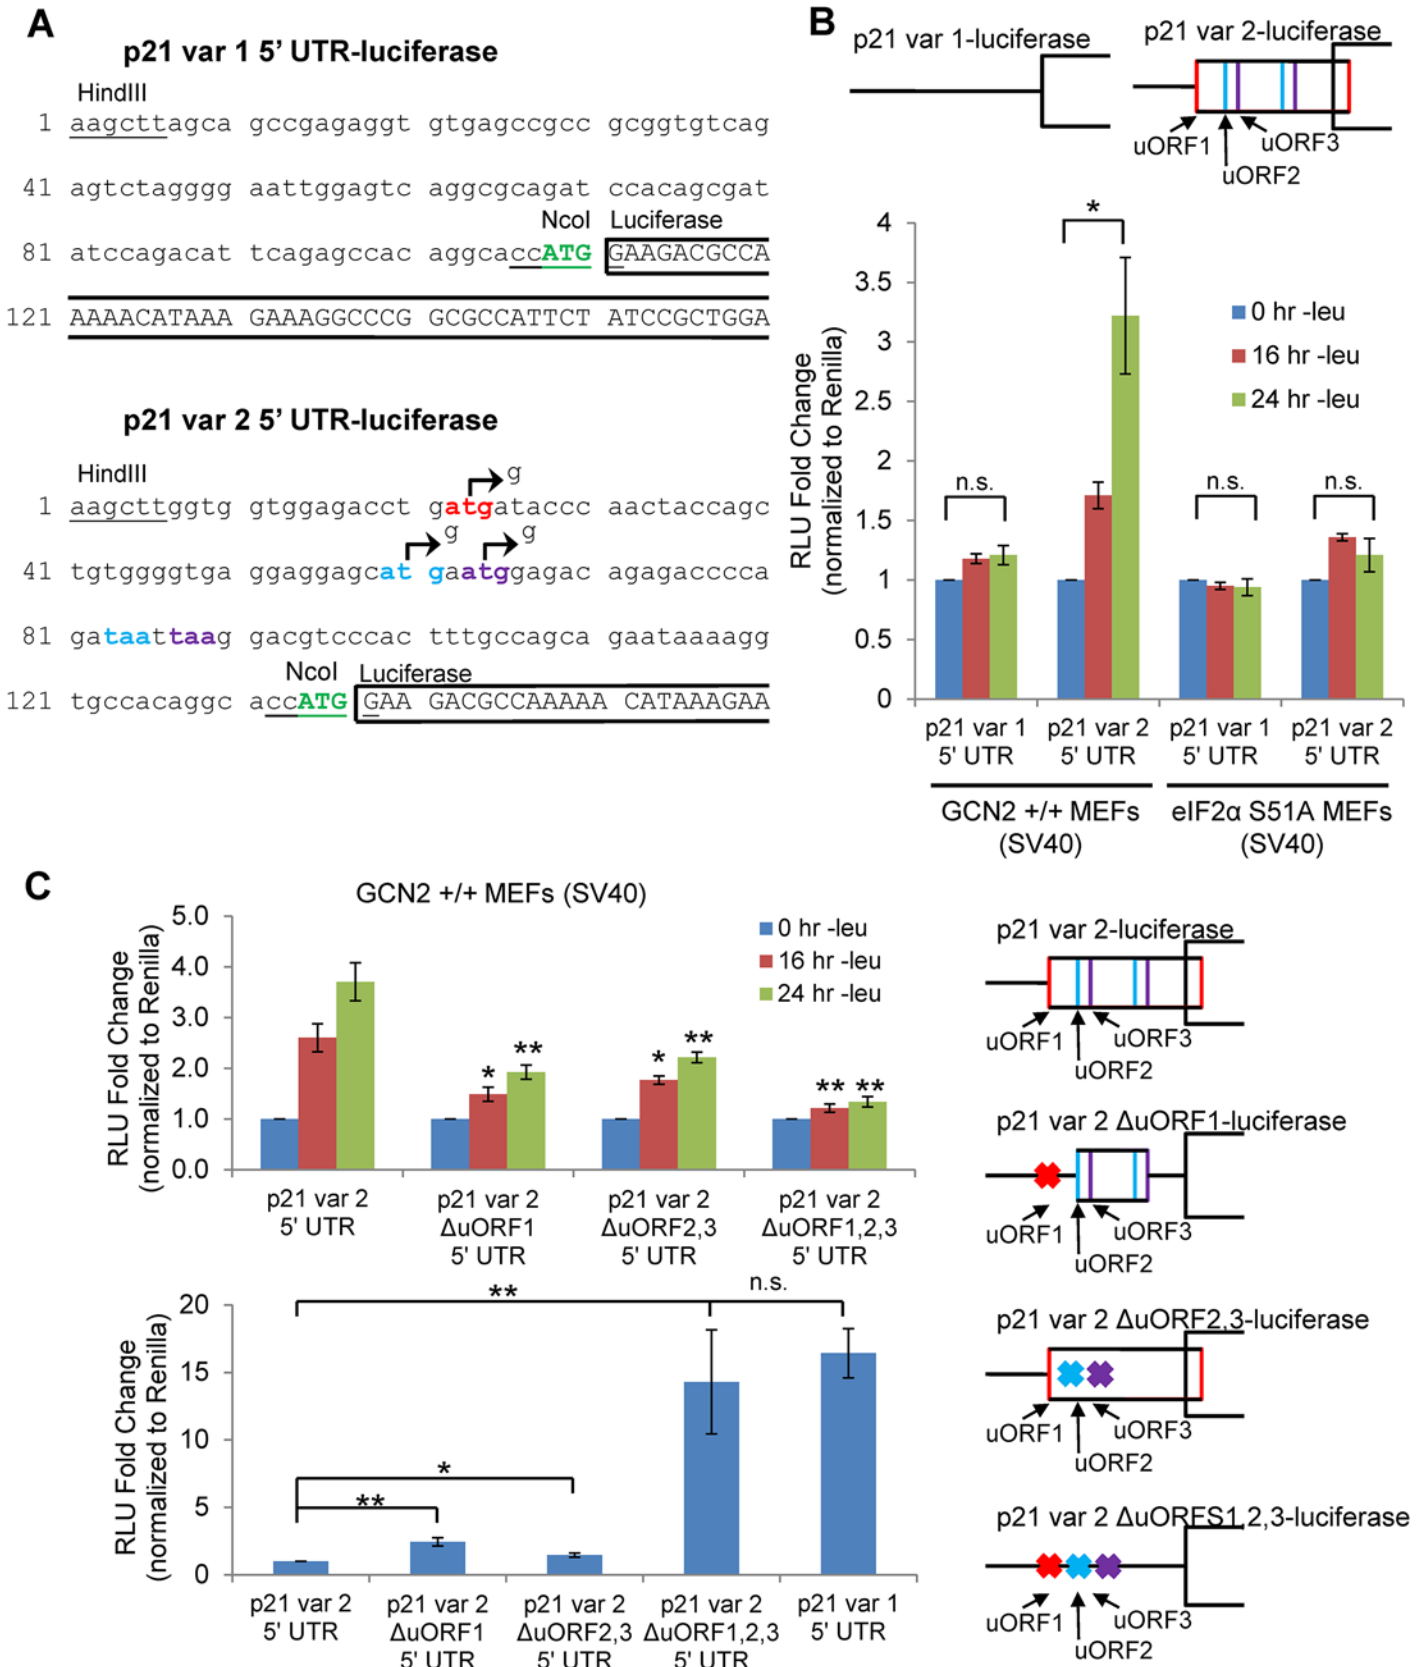 A
p21 var 1 5’ UTR-luciferase
HindIII
1 aagcttagca gccgagaggt gtgagccgcc gcggtgtcag
41 agtctagggg aattggagtc aggcgcagat ccacagcgat
NcoI Luciferase
81 atccagacat tcagagccac aggcaccATG GAAGACGCCA
121 AAAACATAAA GAAAGGCCCG GCGCCATTCT ATCCGCTGGA
p21 var 2 5’ UTR-luciferase
HindIII
g
1 aagcttggtg gtggagacct gatgataccc aactaccagc
g g
41 tgtggggtga ggaggagcat gaatggagac agagacccca
81 gataattaag gacgtcccac tttgccagca gaataaaagg
NcoI Luciferase
121 tgccacaggc accATG GAA GACGCCAAAAA CATAAAGAA
B
p21 var 1-luciferase
p21 var 2-luciferase
uORF1 uORF3
uORF2
RLU Fold Change
(normalized to Renilla)
4
3.5
3
2.5
2
1.5
1
0.5
0
n.s. * n.s. n.s.
0 hr -leu
16 hr -leu
24 hr -leu
p21 var 1 5' UTR
p21 var 2 5' UTR
p21 var 1 5' UTR
p21 var 2 5' UTR
GCN2 +/+ MEFs
(SV40)
eIF2α S51A MEFs
(SV40)
C
GCN2 +/+ MEFs (SV40)
RLU Fold Change
(normalized to Renilla)
5.0
4.0
3.0
2.0
1.0
0.0
0 hr -leu
16 hr -leu
24 hr -leu
* ** * ** ** **
p21 var 2
5' UTR
p21 var 2
ΔuORF1
5' UTR
p21 var 2
ΔuORF2,3
5' UTR
p21 var 2
ΔuORF1,2,3
5' UTR
RLU Fold Change
(normalized to Renilla)
20
15
10
5
0
** n.s.
*
**
p21 var 2
5' UTR
p21 var 2
ΔuORF1
5' UTR
p21 var 2
ΔuORF2,3
5' UTR
p21 var 2
ΔuORF1,2,3
5' UTR
p21 var 1
5' UTR
p21 var 2-luciferase
uORF1 uORF3
uORF2
p21 var 2 ΔuORF1-luciferase
uORF1 uORF3
uORF2
p21 var 2 ΔuORF2,3-luciferase
uORF1 uORF3
uORF2
p21 var 2 ΔuORFS1,2,3-luciferase
uORF1 uORF3
uORF2